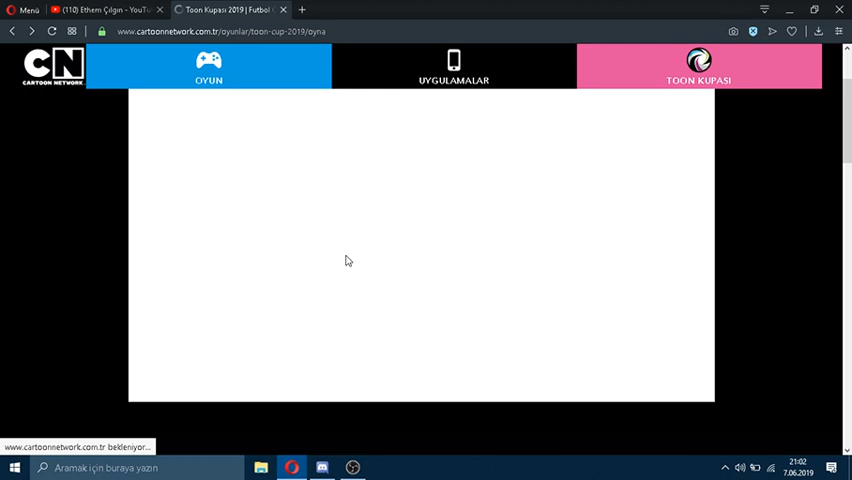 Menü
(110) Ethem Çılgın - YouTu
Toon Kupası 2019 | Futbol
www.cartoonnetwork.com.tr/oyunlar/toon-cup-2019/oyna
CN
CARTOON NETWORK
OYUN
UYGULAMALAR
TOON KUPASI
www.cartoonnetwork.com.tr bekleniyor...
Aramak için buraya yazın
21:02
7.06.2019